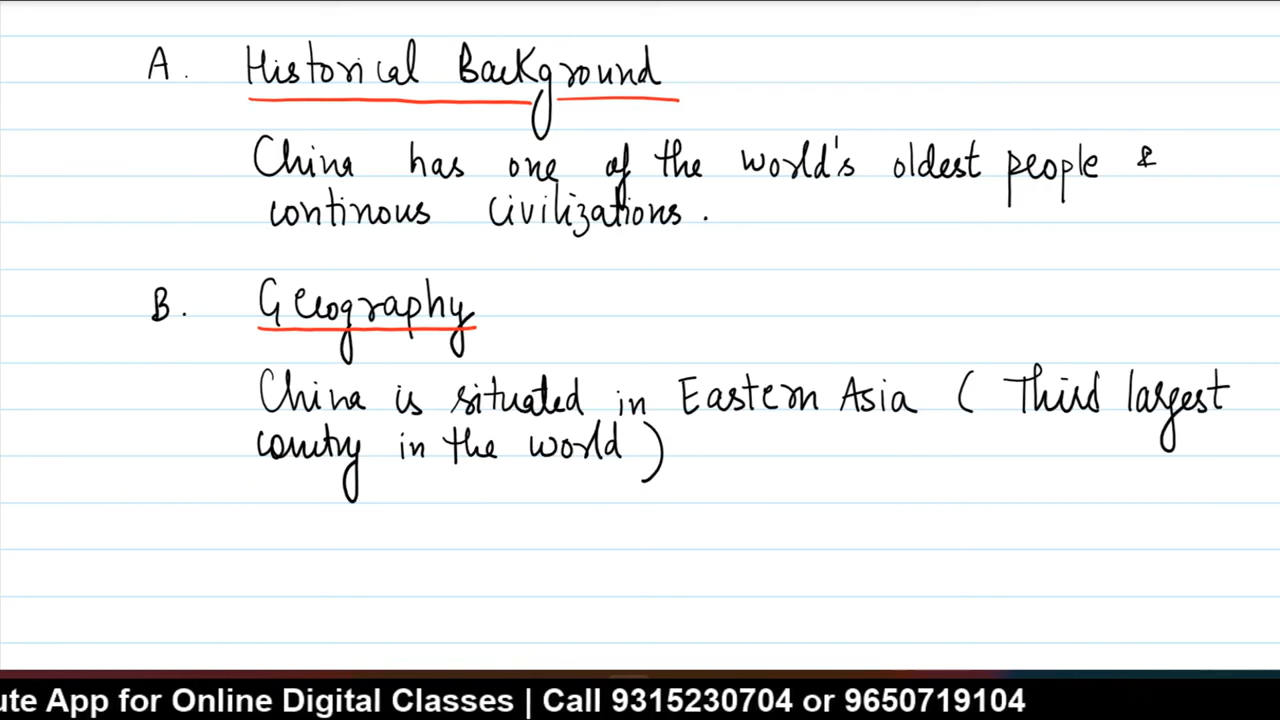 A. Historical Background
China has one of the world's oldest people &
continous civilizations.
B. Geography
China is situated in Eastern Asia ( Third largest
country in the world )
ute App for Online Digital Classes | Call 9315230704 or 9650719104